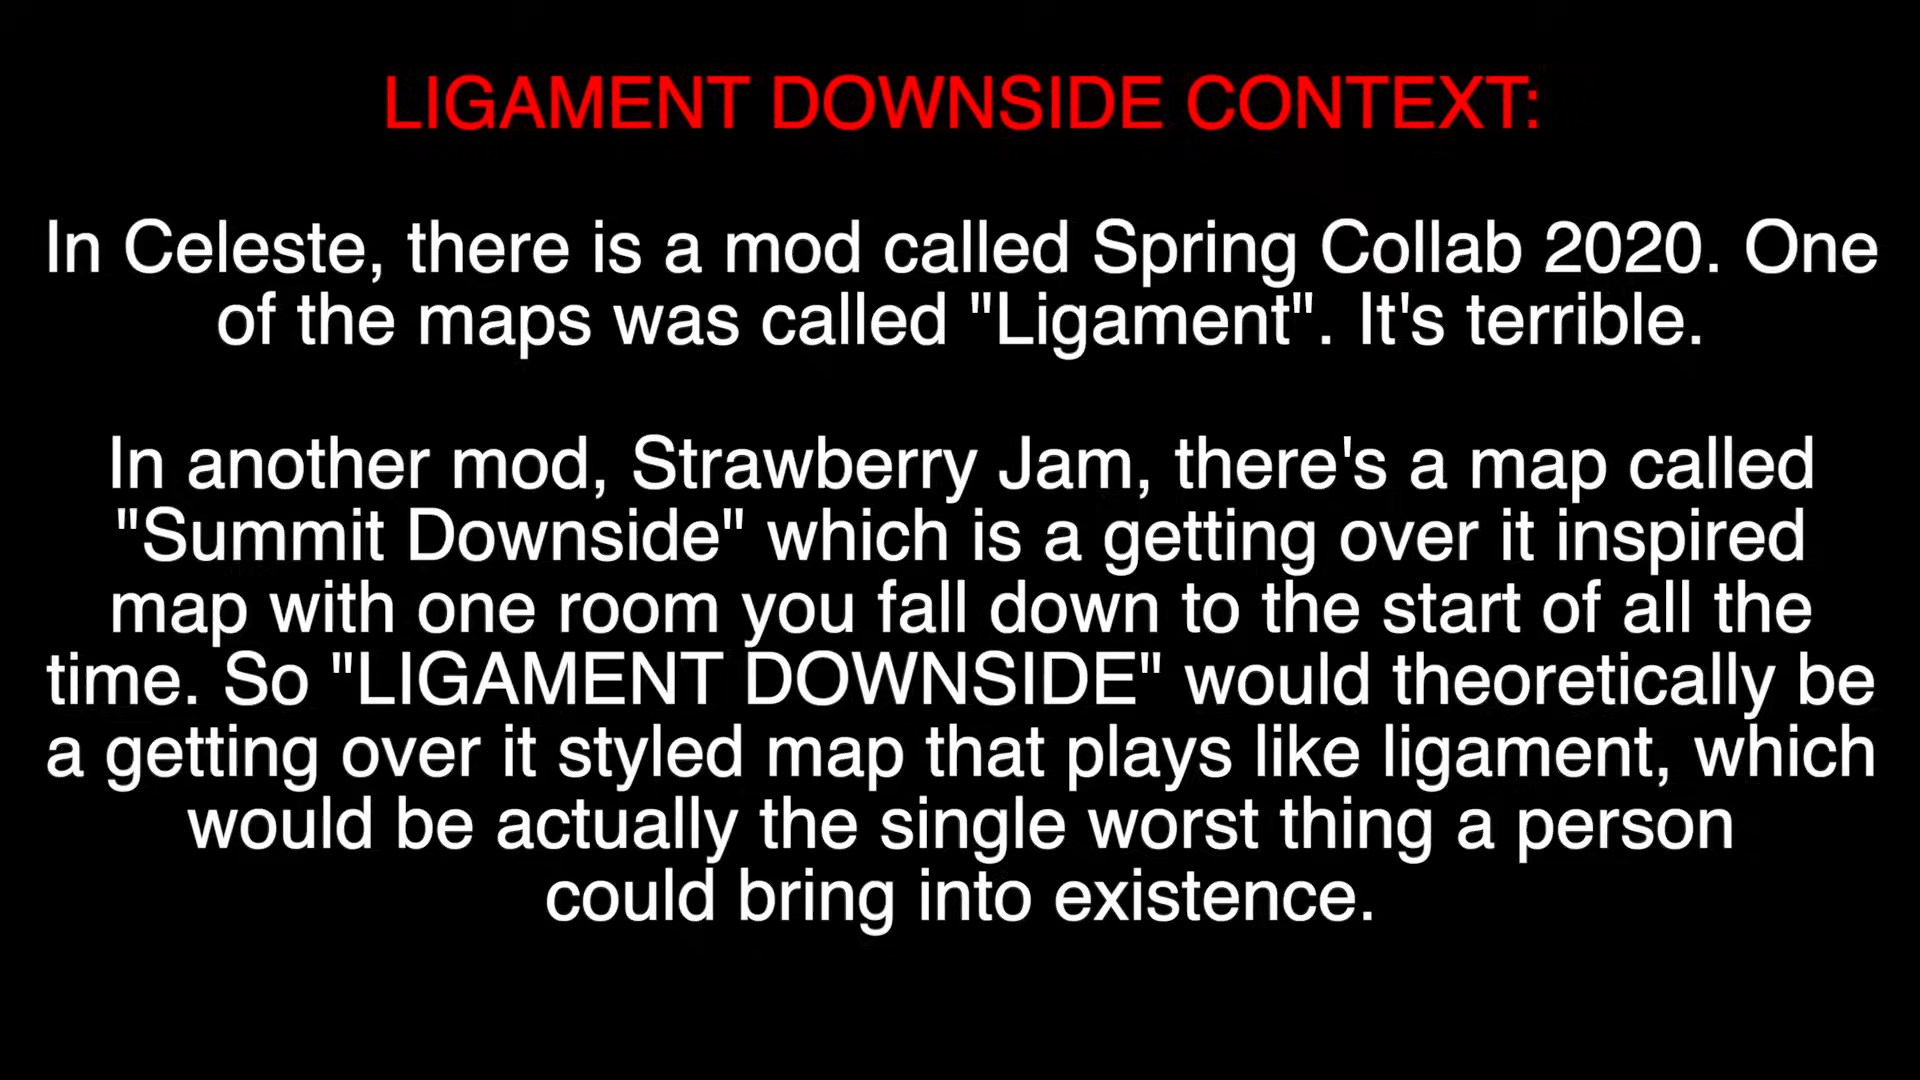 LIGAMENT DOWNSIDE CONTEXT:
In Celeste, there is a mod called Spring Collab 2020. One
of the maps was called "Ligament". It's terrible.
In another mod, Strawberry Jam, there's a map called
"Summit Downside" which is a getting over it inspired
map with one room you fall down to the start of all the
time. So "LIGAMENT DOWNSIDE" would theoretically be
a getting over it styled map that plays like ligament, which
would be actually the single worst thing a person
could bring into existence.